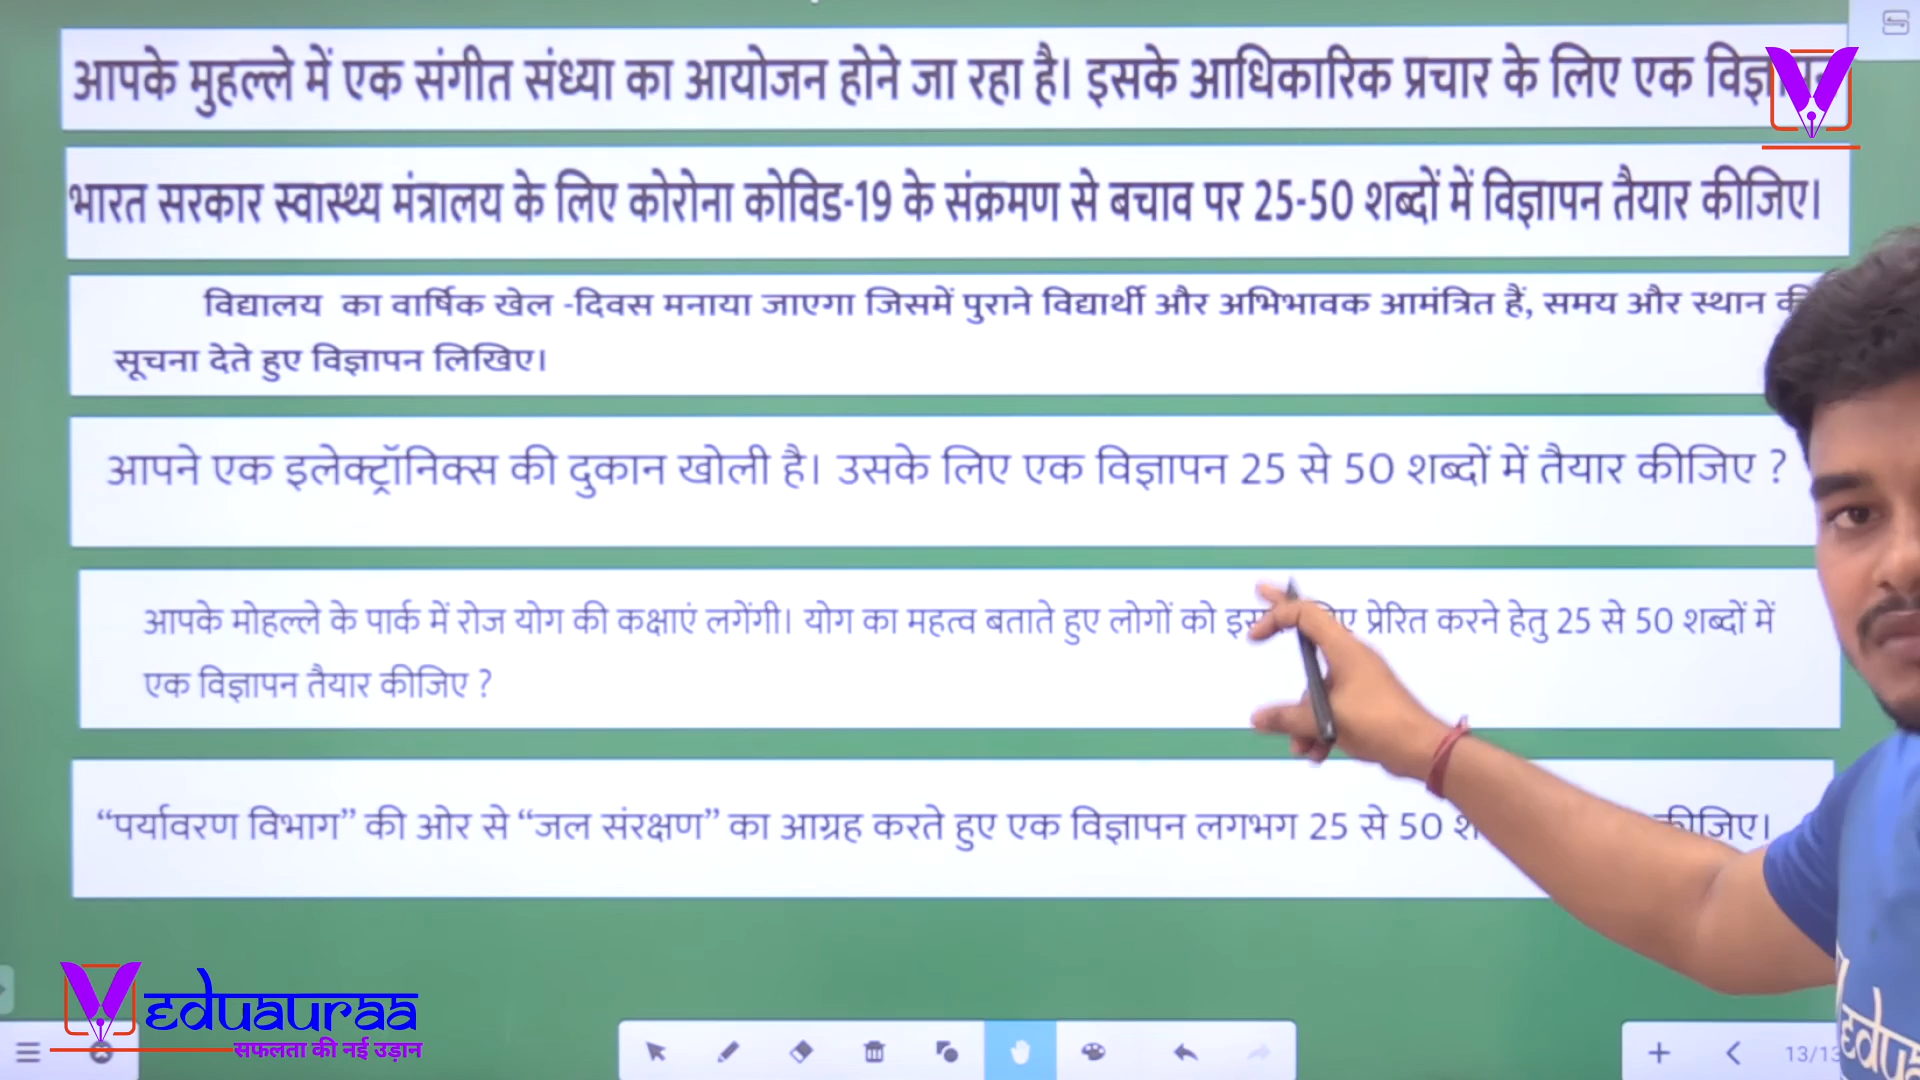 आपके मुहल्ले में एक संगीत संध्या का आयोजन होने जा रहा है। इसके आधिकारिक प्रचार के लिए एक
भारत सरकार स्वास्थ्य मंत्रालय के लिए कोरोना कोविड-19 के संक्रमण से बचाव पर 25-50 शब्दों में विज्ञापन तैयार कीजिए।
विद्यालय का वार्षिक खेल -दिवस मनाया जाएगा जिसमें पुराने विद्यार्थी और अभिभावक आमंत्रित हैं, समय और स्थान की
सूचना देते हुए विज्ञापन लिखिए।
आपने एक इलेक्ट्रॉनिक्स की दुकान खोली है। उसके लिए एक विज्ञापन 25 से 50 शब्दों में तैयार कीजिए ?
आपके मोहल्ले के पार्क में रोज योग की कक्षाएं लगेंगी। योग का महत्व बताते हुए लोगों को प्रेरित करने हेतु 25 से 50 शब्दों में
एक विज्ञापन तैयार कीजिए ?
“पर्यावरण विभाग” की ओर से “जल संरक्षण” का आग्रह करते हुए एक विज्ञापन लगभग 25 से 50 कीजिए।
eduauraa
सफलता की नई उड़ान
13/13